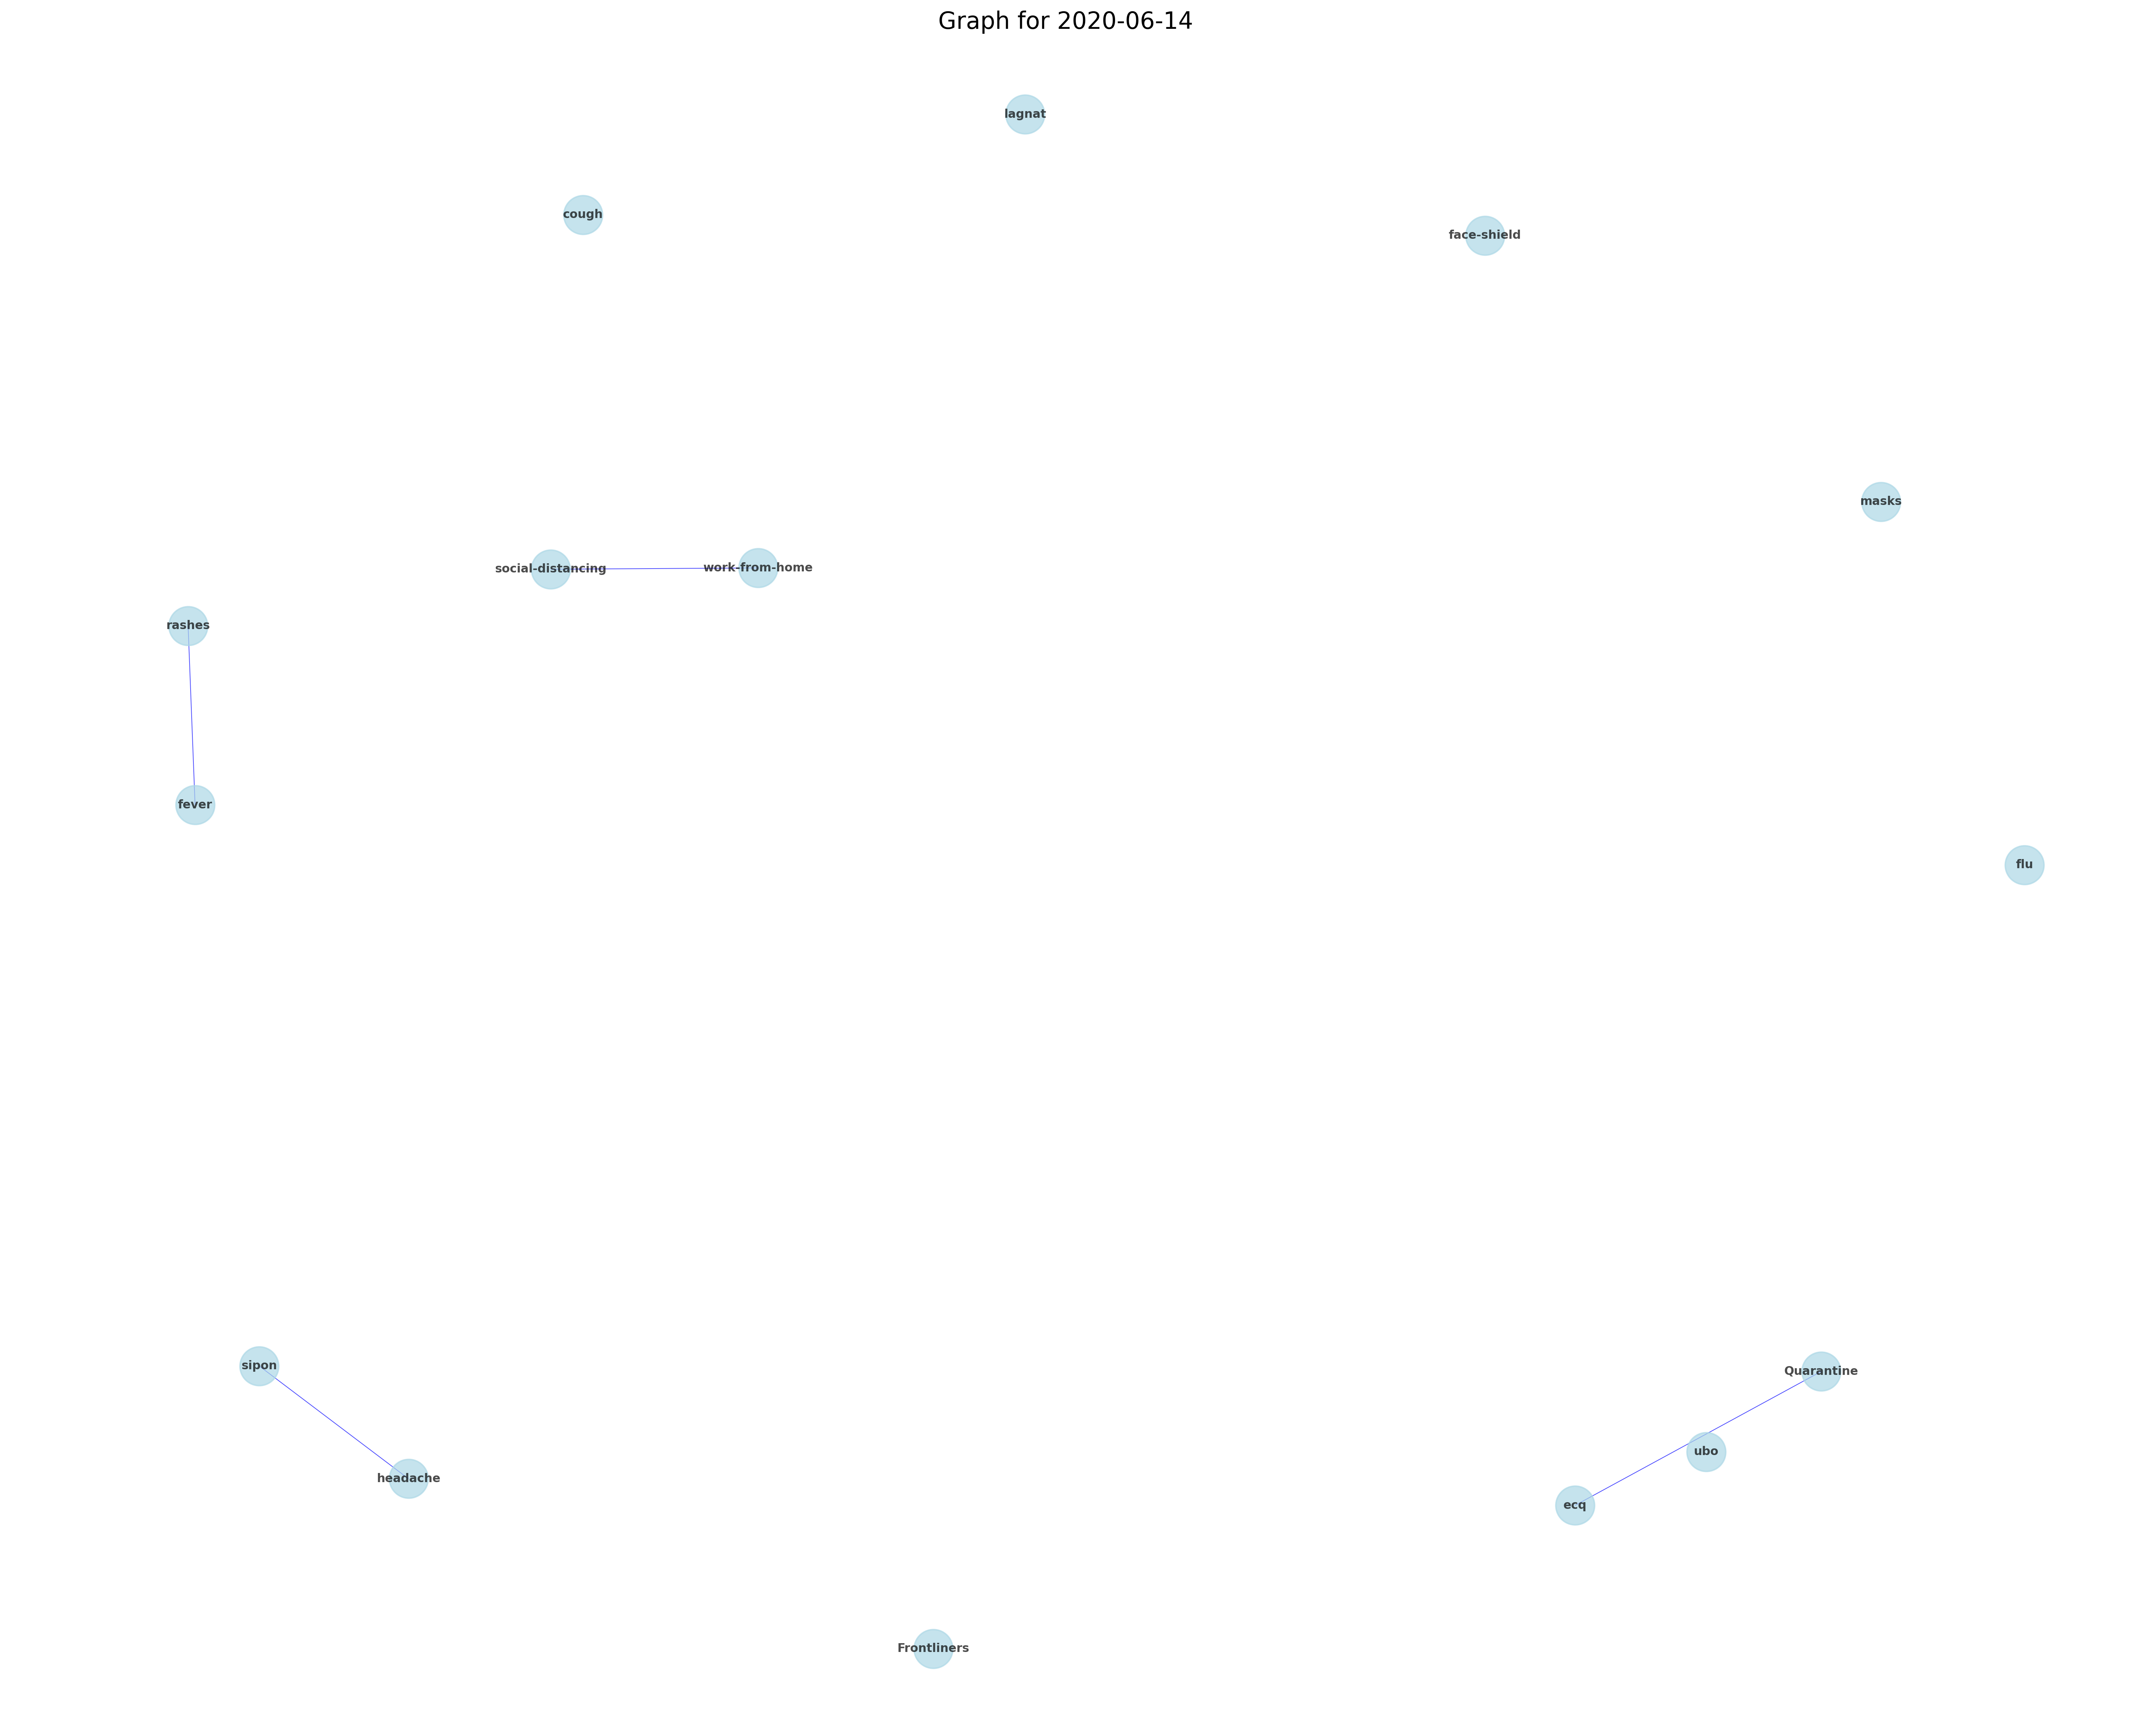 Graph for 2020-06-14
lagnat
cough
face-shield
masks
social-distancing
work-from-home
rashes
fever
flu
sipon
Quarantine
ubo
headache
ecq
Frontliners